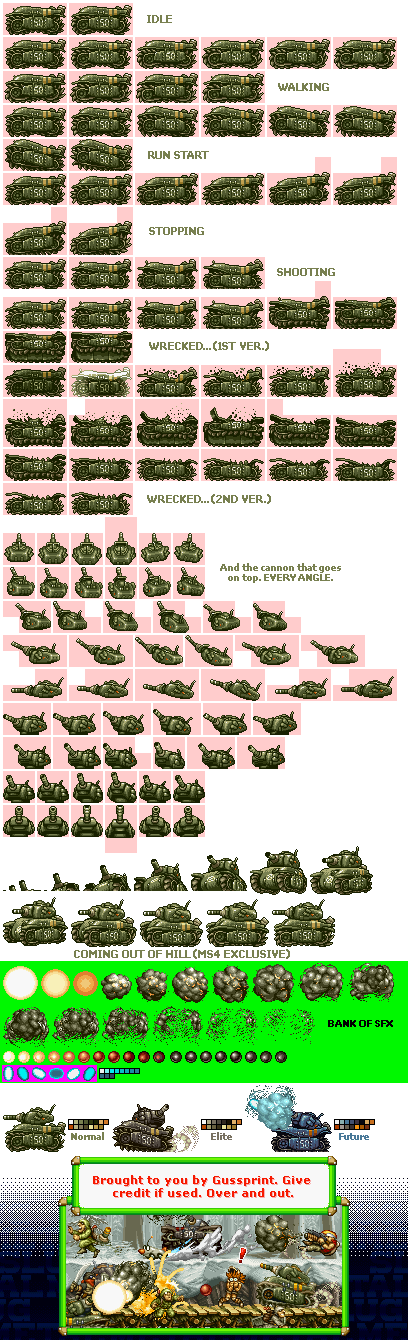 IDLE
WALKING
RUN START
STOPPING
SHOOTING
WRECKED...(1ST VER.)
WRECKED...(2ND VER.)
And the cannon that goes
on top. EVERY ANGLE.
COMING OUT OF HILL (MS4 EXCLUSIVE)
BANK OF SFX
Normal
Elite
Future
Brought to you by Gussprint. Give
credit if used. Over and out.